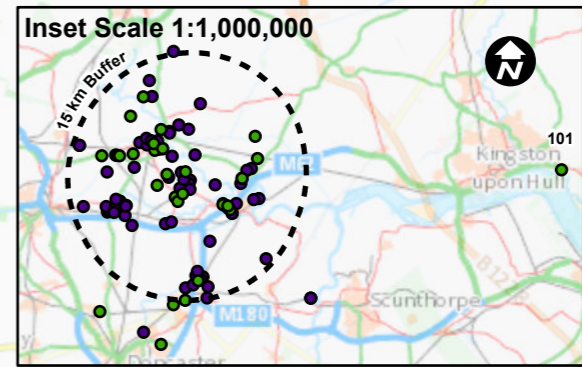 Inset Scale 1:1,000,000
15 km Buffer
N
101
Kingston
upon Hull
M62
Scunthorpe
M180
Doncaster